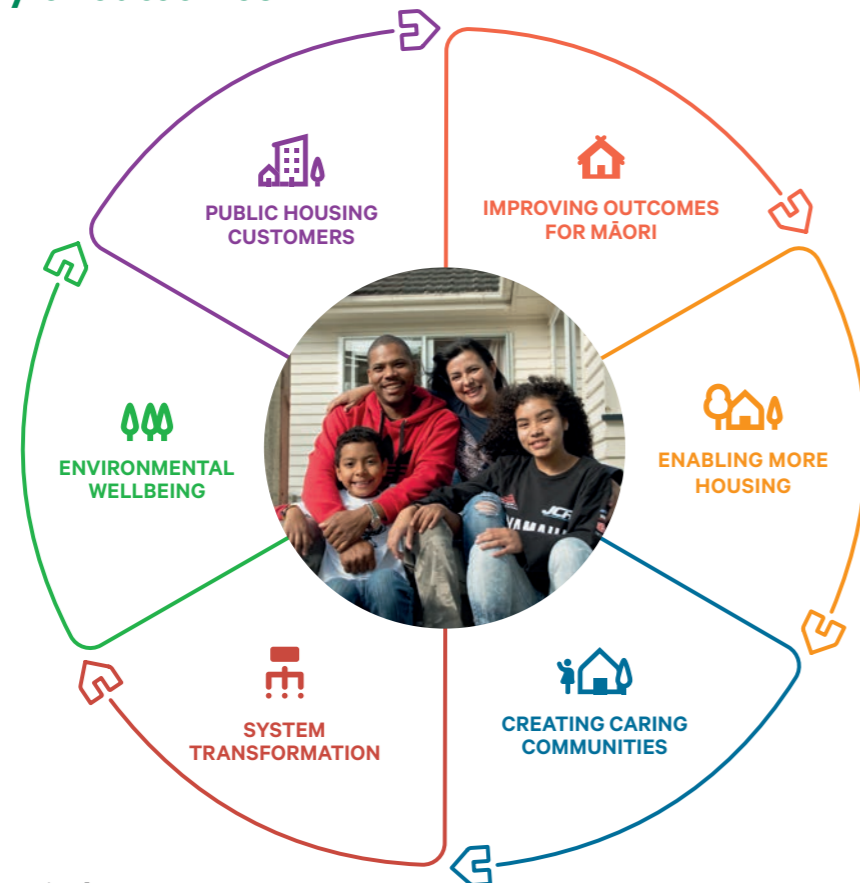 PUBLIC HOUSING
CUSTOMERS
IMPROVING OUTCOMES
FOR MĀORI
ENABLING MORE
HOUSING
CREATING CARING
COMMUNITIES
SYSTEM
TRANSFORMATION
ENVIRONMENTAL
WELLBEING